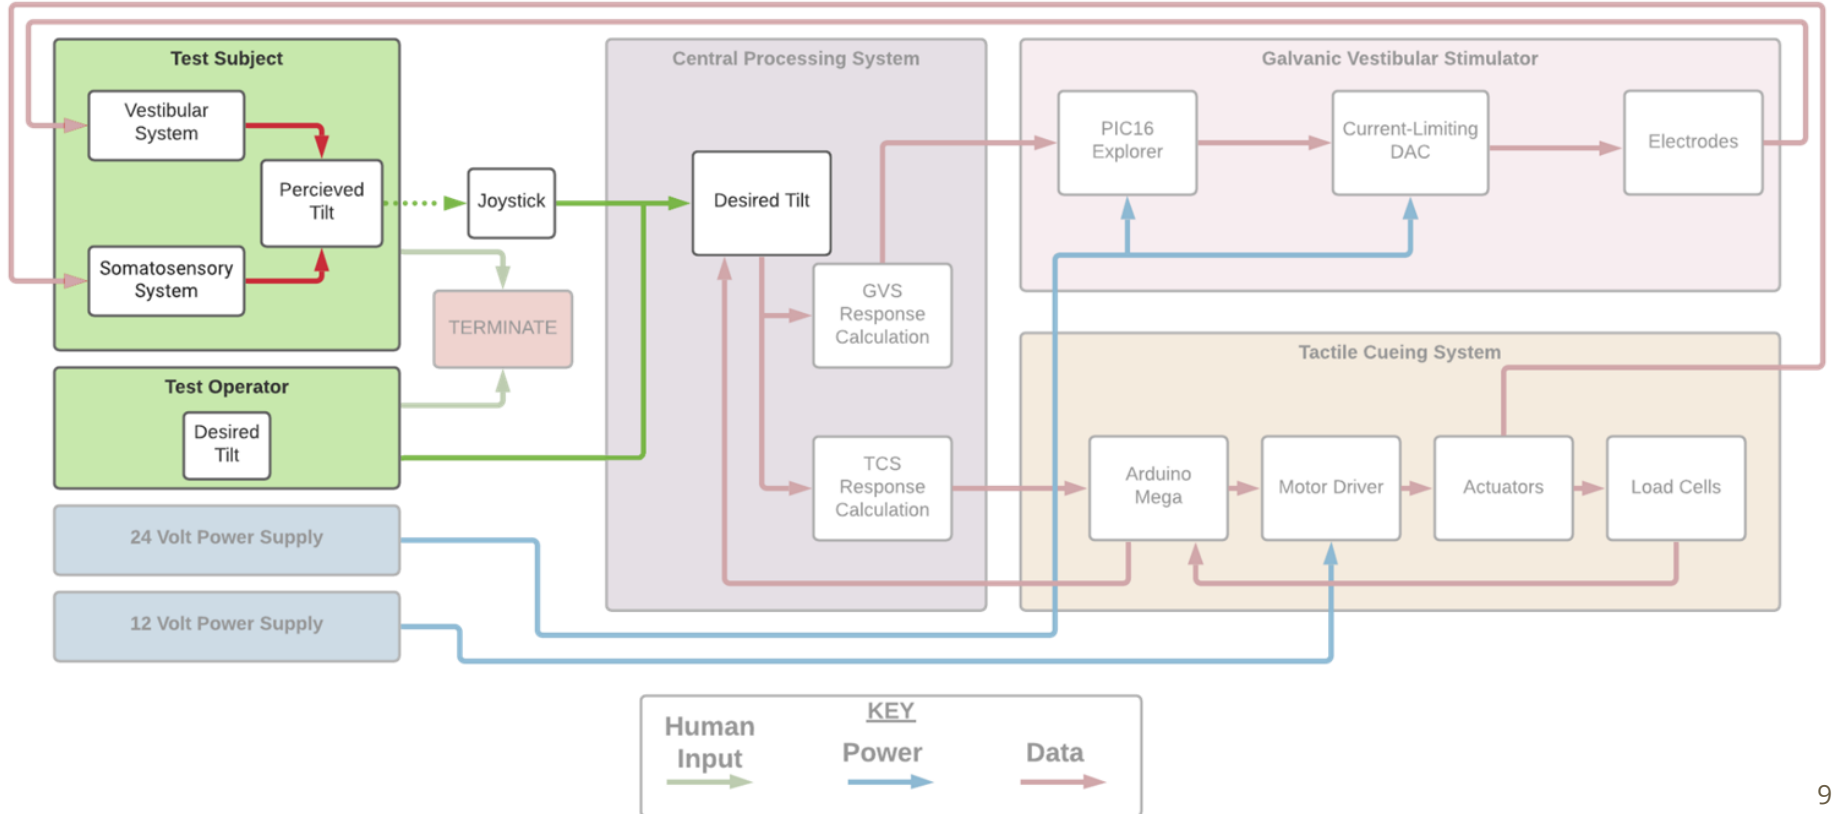 Test Subject
Vestibular
System
Percieved
Tilt
Somatosensory
System
Joystick
TERMINATE
Test Operator
Desired
Tilt
24 Volt Power Supply
12 Volt Power Supply
Central Processing System
Desired Tilt
GVS
Response
Calculation
TCS
Response
Calculation
Galvanic Vestibular Stimulator
PIC16
Explorer
Current-Limiting
DAC
Electrodes
Tactile Cueing System
Arduino
Mega
Motor Driver
Actuators
Load Cells
KEY
Human
Input
Power
Data
9